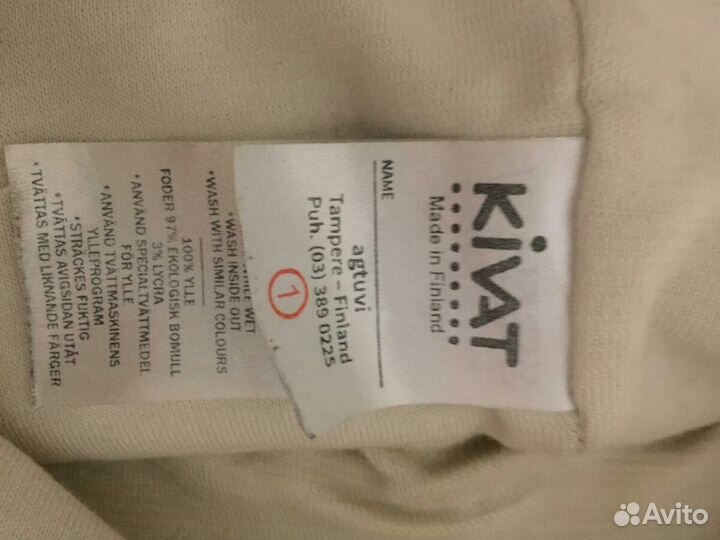 KiVAT
Made in Finland
NAME
agtuvi
Tampere – Finland
Puh. (03) 389 0225
1
WET
•WASH INSIDE OUT
•WASH WITH SIMILAR COLOURS
100% YLLE
FODER 97% EKOLOGISK BOMULL
3% LYCRA
•ANVÄND SPECIALTVÄTTMEDEL
FÖR YLLE
•ANVÄND TVÄTTMASKINENS
YLLEPROGRAM
•STRÄCKES FUKTIG
•TVÄTTAS AVIGSIDAN UTÅT
•TVÄTTAS MED LIKNANDE FÄRGER
Avito